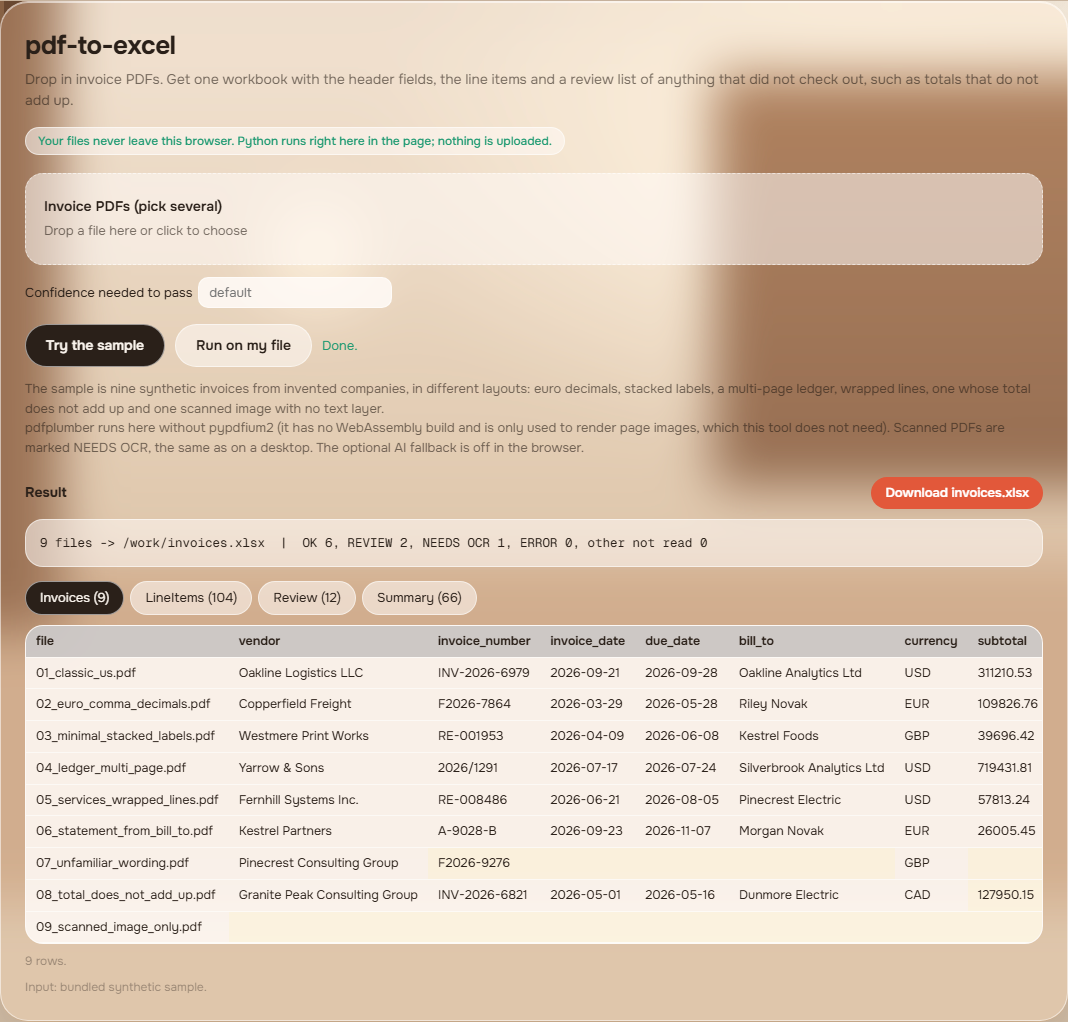 pdf-to-excel
Drop in invoice PDFs. Get one workbook with the header fields, the line items and a review list of anything that did not check out, such as totals that do not
add up.
Your files never leave this browser. Python runs right here in the page; nothing is uploaded.
Invoice PDFs (pick several)
Drop a file here or click to choose
Confidence needed to pass default
Try the sample Run on my file Done.
The sample is nine synthetic invoices from invented companies, in different layouts: euro decimals, stacked labels, a multi-page ledger, wrapped lines, one whose total
does not add up and one scanned image with no text layer.
pdfplumber runs here without pypdfium2 (it has no WebAssembly build and is only used to render page images, which this tool does not need). Scanned PDFs are
marked NEEDS OCR, the same as on a desktop. The optional AI fallback is off in the browser.
Result Download invoices.xlsx
9 files -> /work/invoices.xlsx | OK 6, REVIEW 2, NEEDS OCR 1, ERROR 0, other not read 0
Invoices (9) LineItems (104) Review (12) Summary (66)
file vendor invoice_number invoice_date due_date bill_to currency subtotal
01_classic_us.pdf Oakline Logistics LLC INV-2026-6979 2026-09-21 2026-09-28 Oakline Analytics Ltd USD 311210.53
02_euro_comma_decimals.pdf Copperfield Freight F2026-7864 2026-03-29 2026-05-28 Riley Novak EUR 109826.76
03_minimal_stacked_labels.pdf Westmere Print Works RE-001953 2026-04-09 2026-06-08 Kestrel Foods GBP 39696.42
04_ledger_multi_page.pdf Yarrow & Sons 2026/1291 2026-07-17 2026-07-24 Silverbrook Analytics Ltd USD 719431.81
05_services_wrapped_lines.pdf Fernhill Systems Inc. RE-008486 2026-06-21 2026-08-05 Pinecrest Electric USD 57813.24
06_statement_from_bill_to.pdf Kestrel Partners A-9028-B 2026-09-23 2026-11-07 Morgan Novak EUR 26005.45
07_unfamiliar_wording.pdf Pinecrest Consulting Group F2026-9276 GBP
08_total_does_not_add_up.pdf Granite Peak Consulting Group INV-2026-6821 2026-05-01 2026-05-16 Dunmore Electric CAD 127950.15
09_scanned_image_only.pdf
9 rows.
Input: bundled synthetic sample.